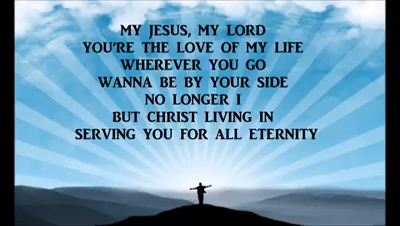 MY JESUS, MY LORD
YOU'RE THE LOVE OF MY LIFE
WHEREVER YOU GO
WANNA BE BY YOUR SIDE
NO LONGER I
BUT CHRIST LIVING IN
SERVING YOU FOR ALL ETERNITY